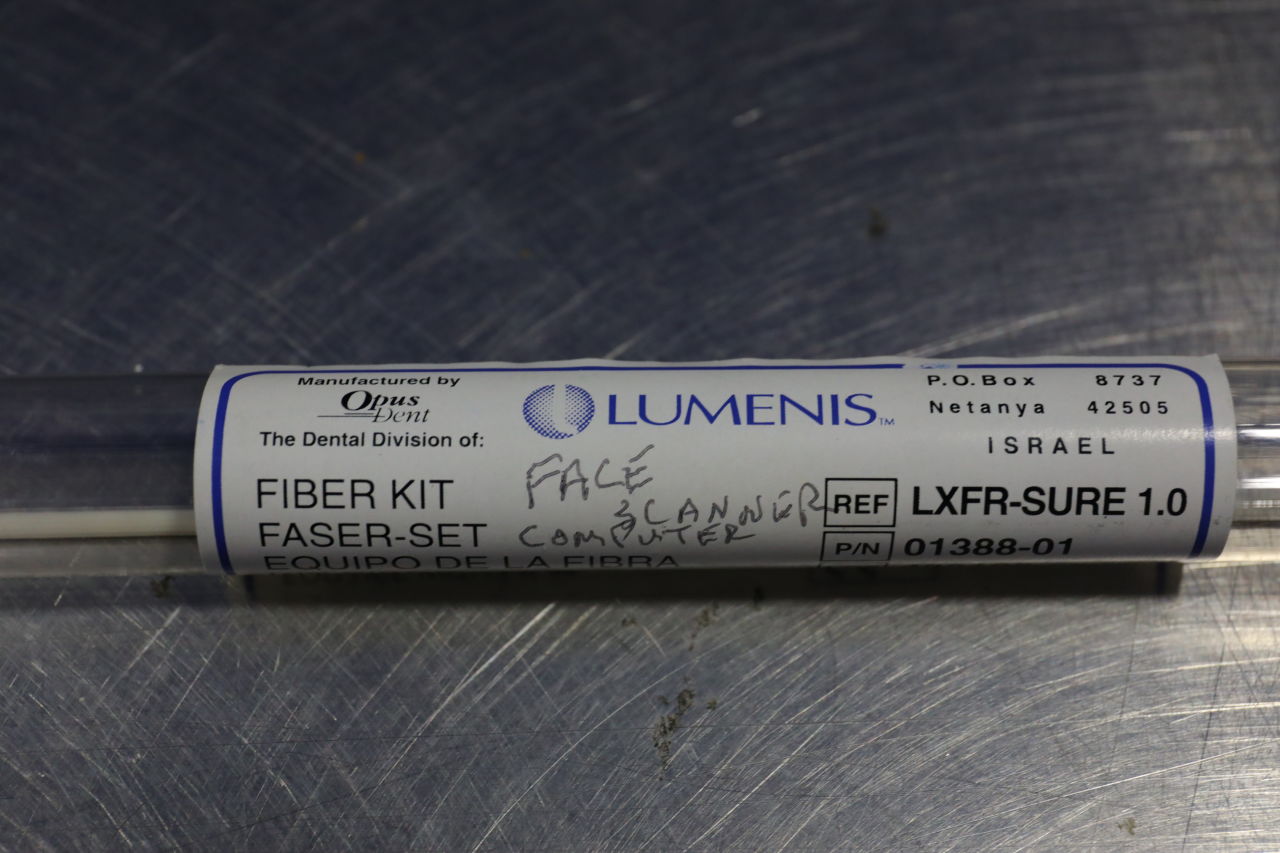 Manufactured by
Opus
Dent
The Dental Division of:
LUMENIS™
P.O.Box 8737
Netanya 42505
iSRAEL
FIBER KIT
FASER-SET
EQUIPO DE LA FIBRA
FACE
SCANNER
COMPUTER
REF LXFR-SURE 1.0
P/N 01388-01